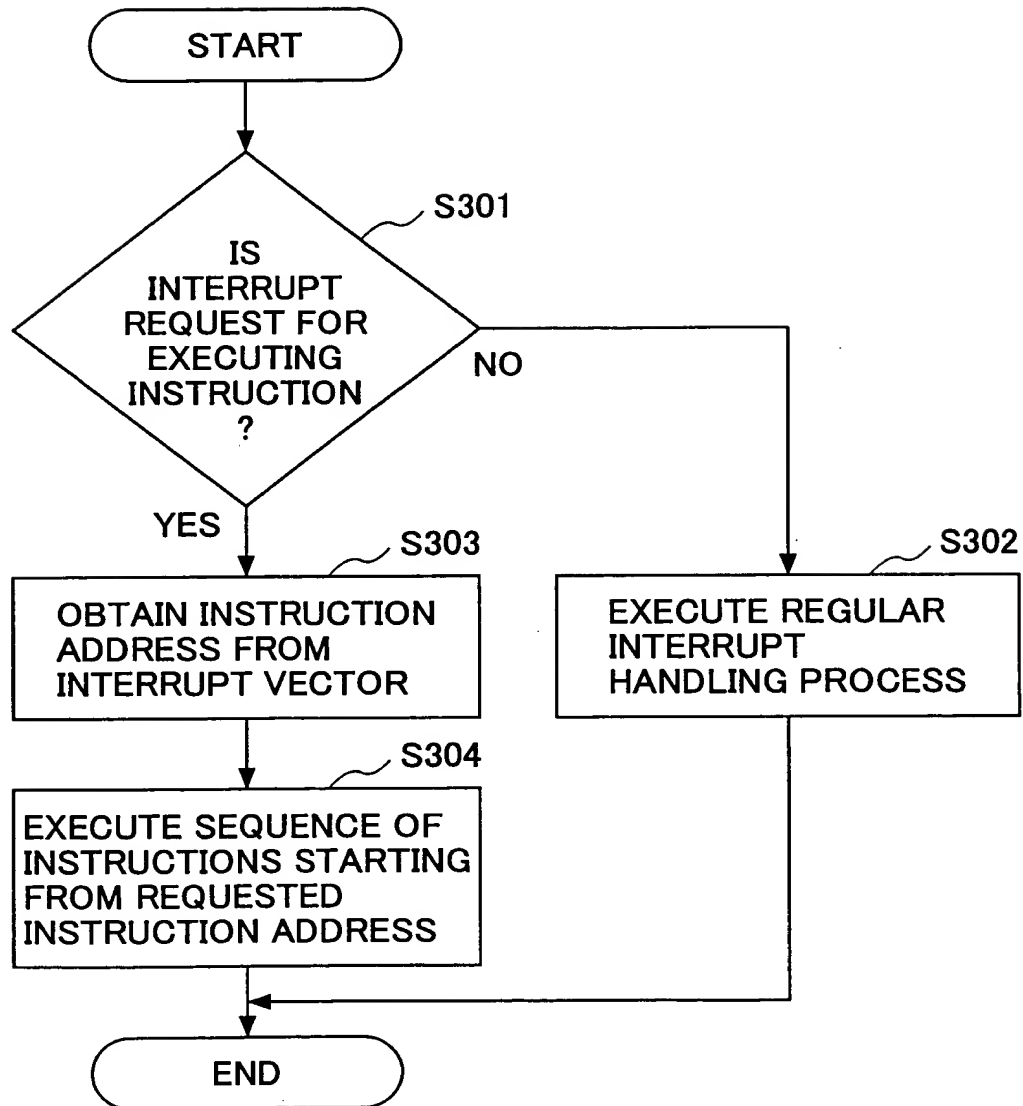 START
S301
IS
INTERRUPT
REQUEST FOR
EXECUTING
INSTRUCTION
?
NO
YES
S303
OBTAIN INSTRUCTION
ADDRESS FROM
INTERRUPT VECTOR
S302
EXECUTE REGULAR
INTERRUPT
HANDLING PROCESS
S304
EXECUTE SEQUENCE OF
INSTRUCTIONS STARTING
FROM REQUESTED
INSTRUCTION ADDRESS
END